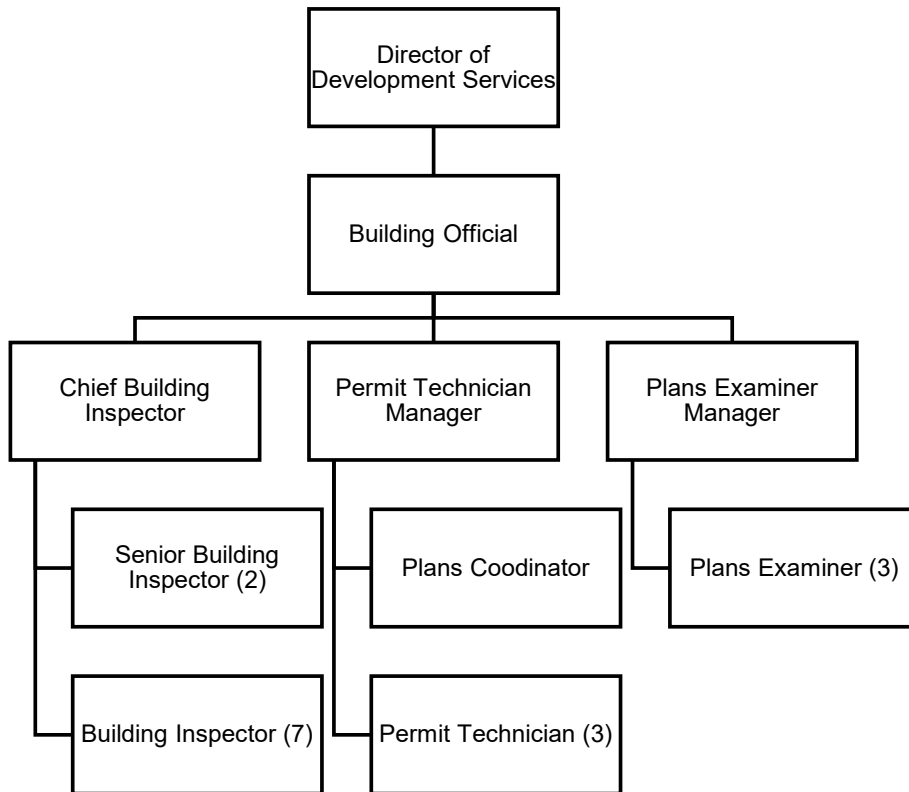 Director of
Development Services
Building Official
Chief Building
Inspector
Permit Technician
Manager
Plans Examiner
Manager
Senior Building
Inspector (2)
Plans Coodinator
Plans Examiner (3)
Building Inspector (7)
Permit Technician (3)